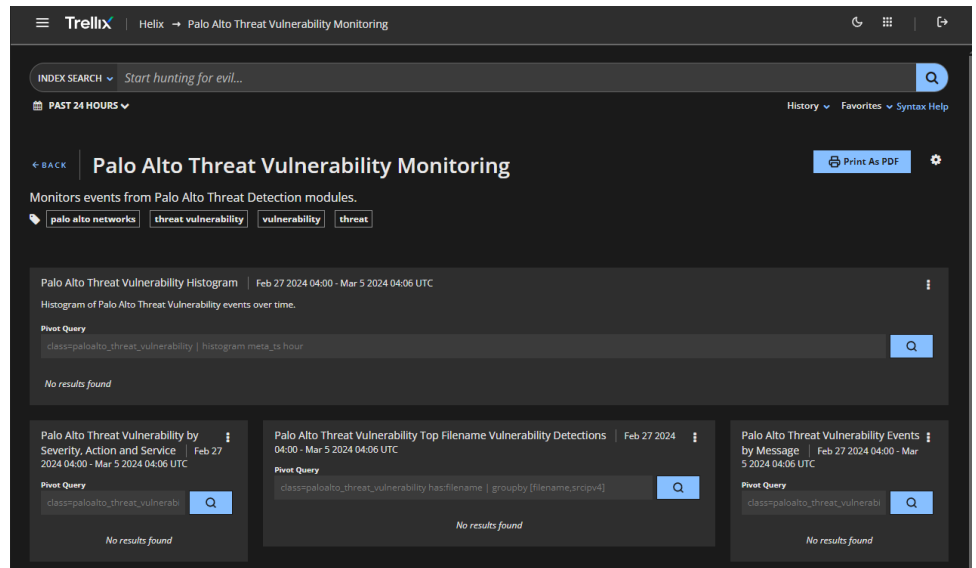 Trellix Helix → Palo Alto Threat Vulnerability Monitoring
INDEX SEARCH Start hunting for evil...
PAST 24 HOURS History Favorites Syntax Help
← BACK Palo Alto Threat Vulnerability Monitoring Print As PDF
Monitors events from Palo Alto Threat Detection modules.
palo alto networks threat vulnerability vulnerability threat
Palo Alto Threat Vulnerability Histogram Feb 27 2024 04:00 - Mar 5 2024 04:06 UTC
Histogram of Palo Alto Threat Vulnerability events over time.
Pivot Query
class=paloalto_threat_vulnerability | histogram meta_ts hour
No results found
Palo Alto Threat Vulnerability by
Severity, Action and Service Feb 27
2024 04:00 - Mar 5 2024 04:06 UTC
Pivot Query
class=paloalto_threat_vulnerabi
No results found
Palo Alto Threat Vulnerability Top Filename Vulnerability Detections Feb 27 2024
04:00 - Mar 5 2024 04:06 UTC
Pivot Query
class=paloalto_threat_vulnerability has:filename | groupby [filename,srcipv4]
No results found
Palo Alto Threat Vulnerability Events
by Message Feb 27 2024 04:00 - Mar
5 2024 04:06 UTC
Pivot Query
class=paloalto_threat_vulnerabi
No results found